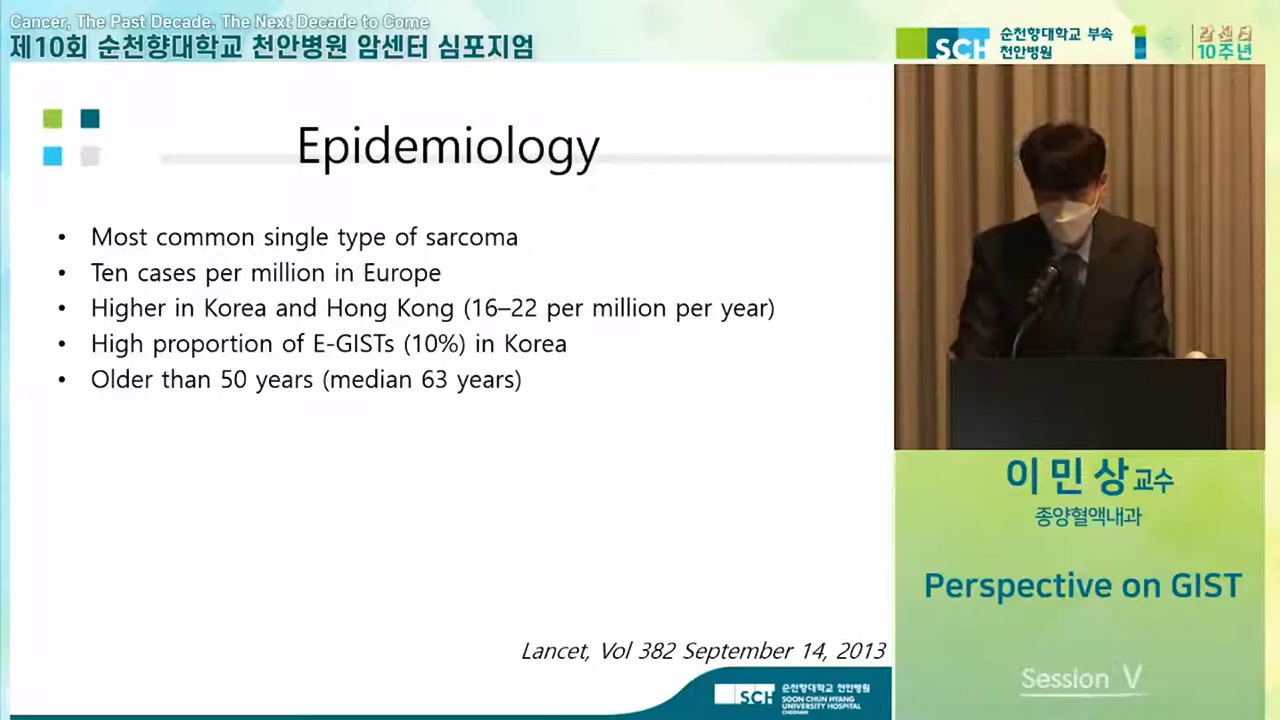 Cancer, The Past Decade, The Next Decade to Come
제10회 순천향대학교 천안병원 암센터 심포지엄
SCH 순천향대학교 부속
천안병원
1
암센터
10주년
Epidemiology
• Most common single type of sarcoma
• Ten cases per million in Europe
• Higher in Korea and Hong Kong (16–22 per million per year)
• High proportion of E-GISTs (10%) in Korea
• Older than 50 years (median 63 years)
Lancet, Vol 382 September 14, 2013
SCH 순천향대학교 천안병원
SOON CHUN HYANG
UNIVERSITY HOSPITAL
CHEONAN
이민상 교수
종양혈액내과
Perspective on GIST
Session V